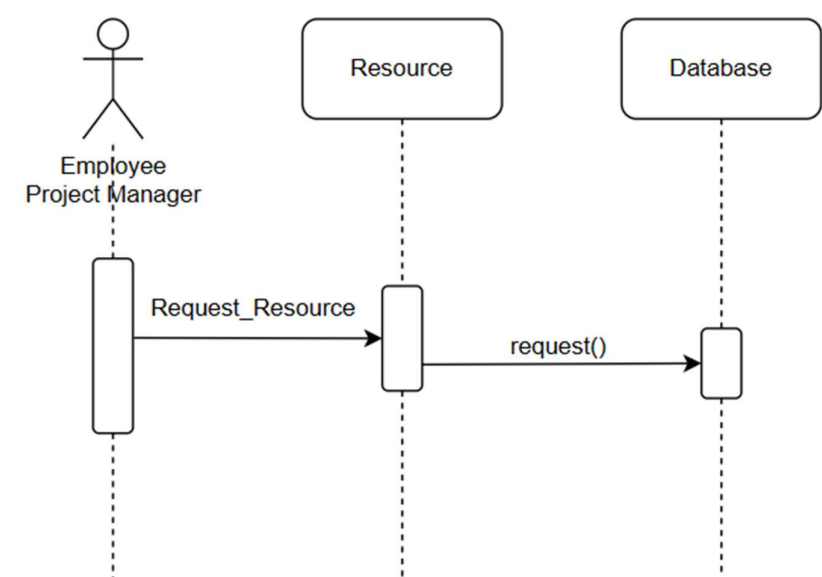 Resource
Database
Employee
Project Manager
Request_Resource
request()